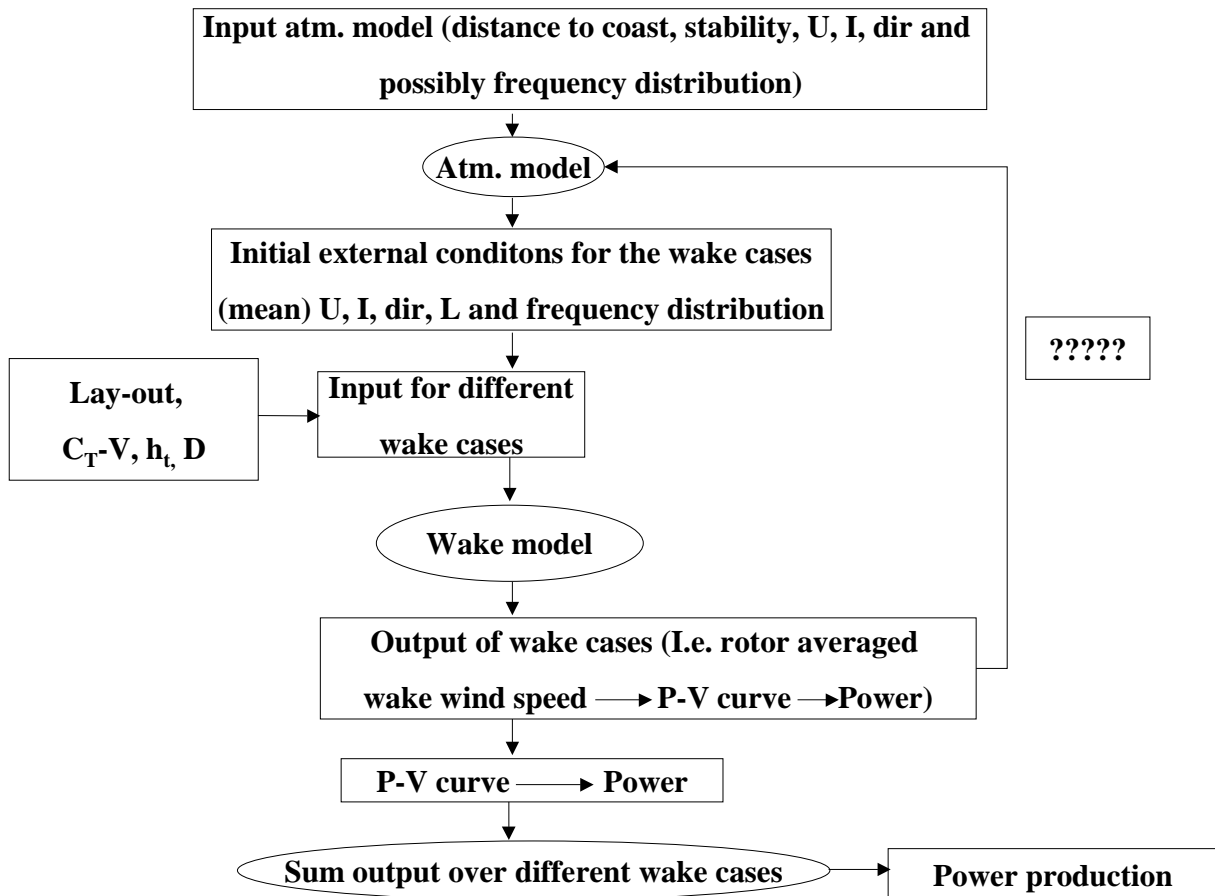 Input atm. model (distance to coast, stability, U, I, dir and
possibly frequency distribution)
Atm. model
Initial external conditons for the wake cases
(mean) U, I, dir, L and frequency distribution
?????
Lay-out,
C_T-V, h_t, D
Input for different
wake cases
Wake model
Output of wake cases (I.e. rotor averaged
wake wind speed → P-V curve → Power)
P-V curve → Power
Sum output over different wake cases
Power production